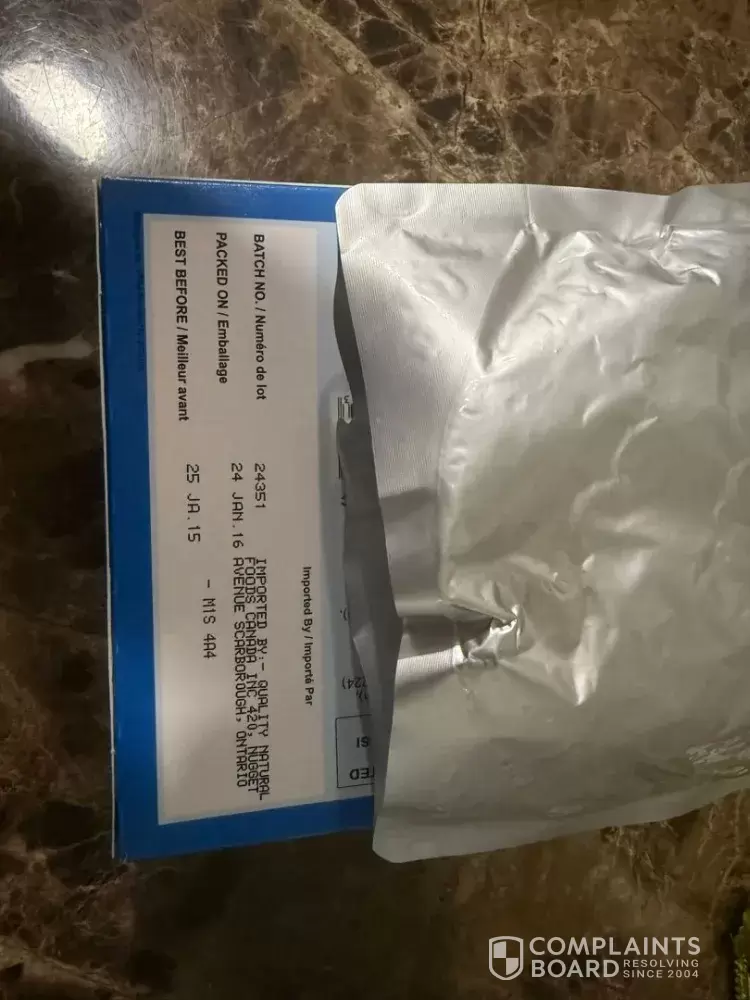 Imported By / Importé Par
BATCH NO. / Numéro de lot 24351
IMPORTED BY:- QUALITY NATURAL
FOODS CANADA INC 420, NUGGET
AVENUE SCARBOROUGH, ONTARIO
PACKED ON / Emballage 24 JAN.16
- M1S 4A4
BEST BEFORE / Meilleur avant 25 JA.15
COMPLAINTS
BOARD RESOLVING
SINCE 2004